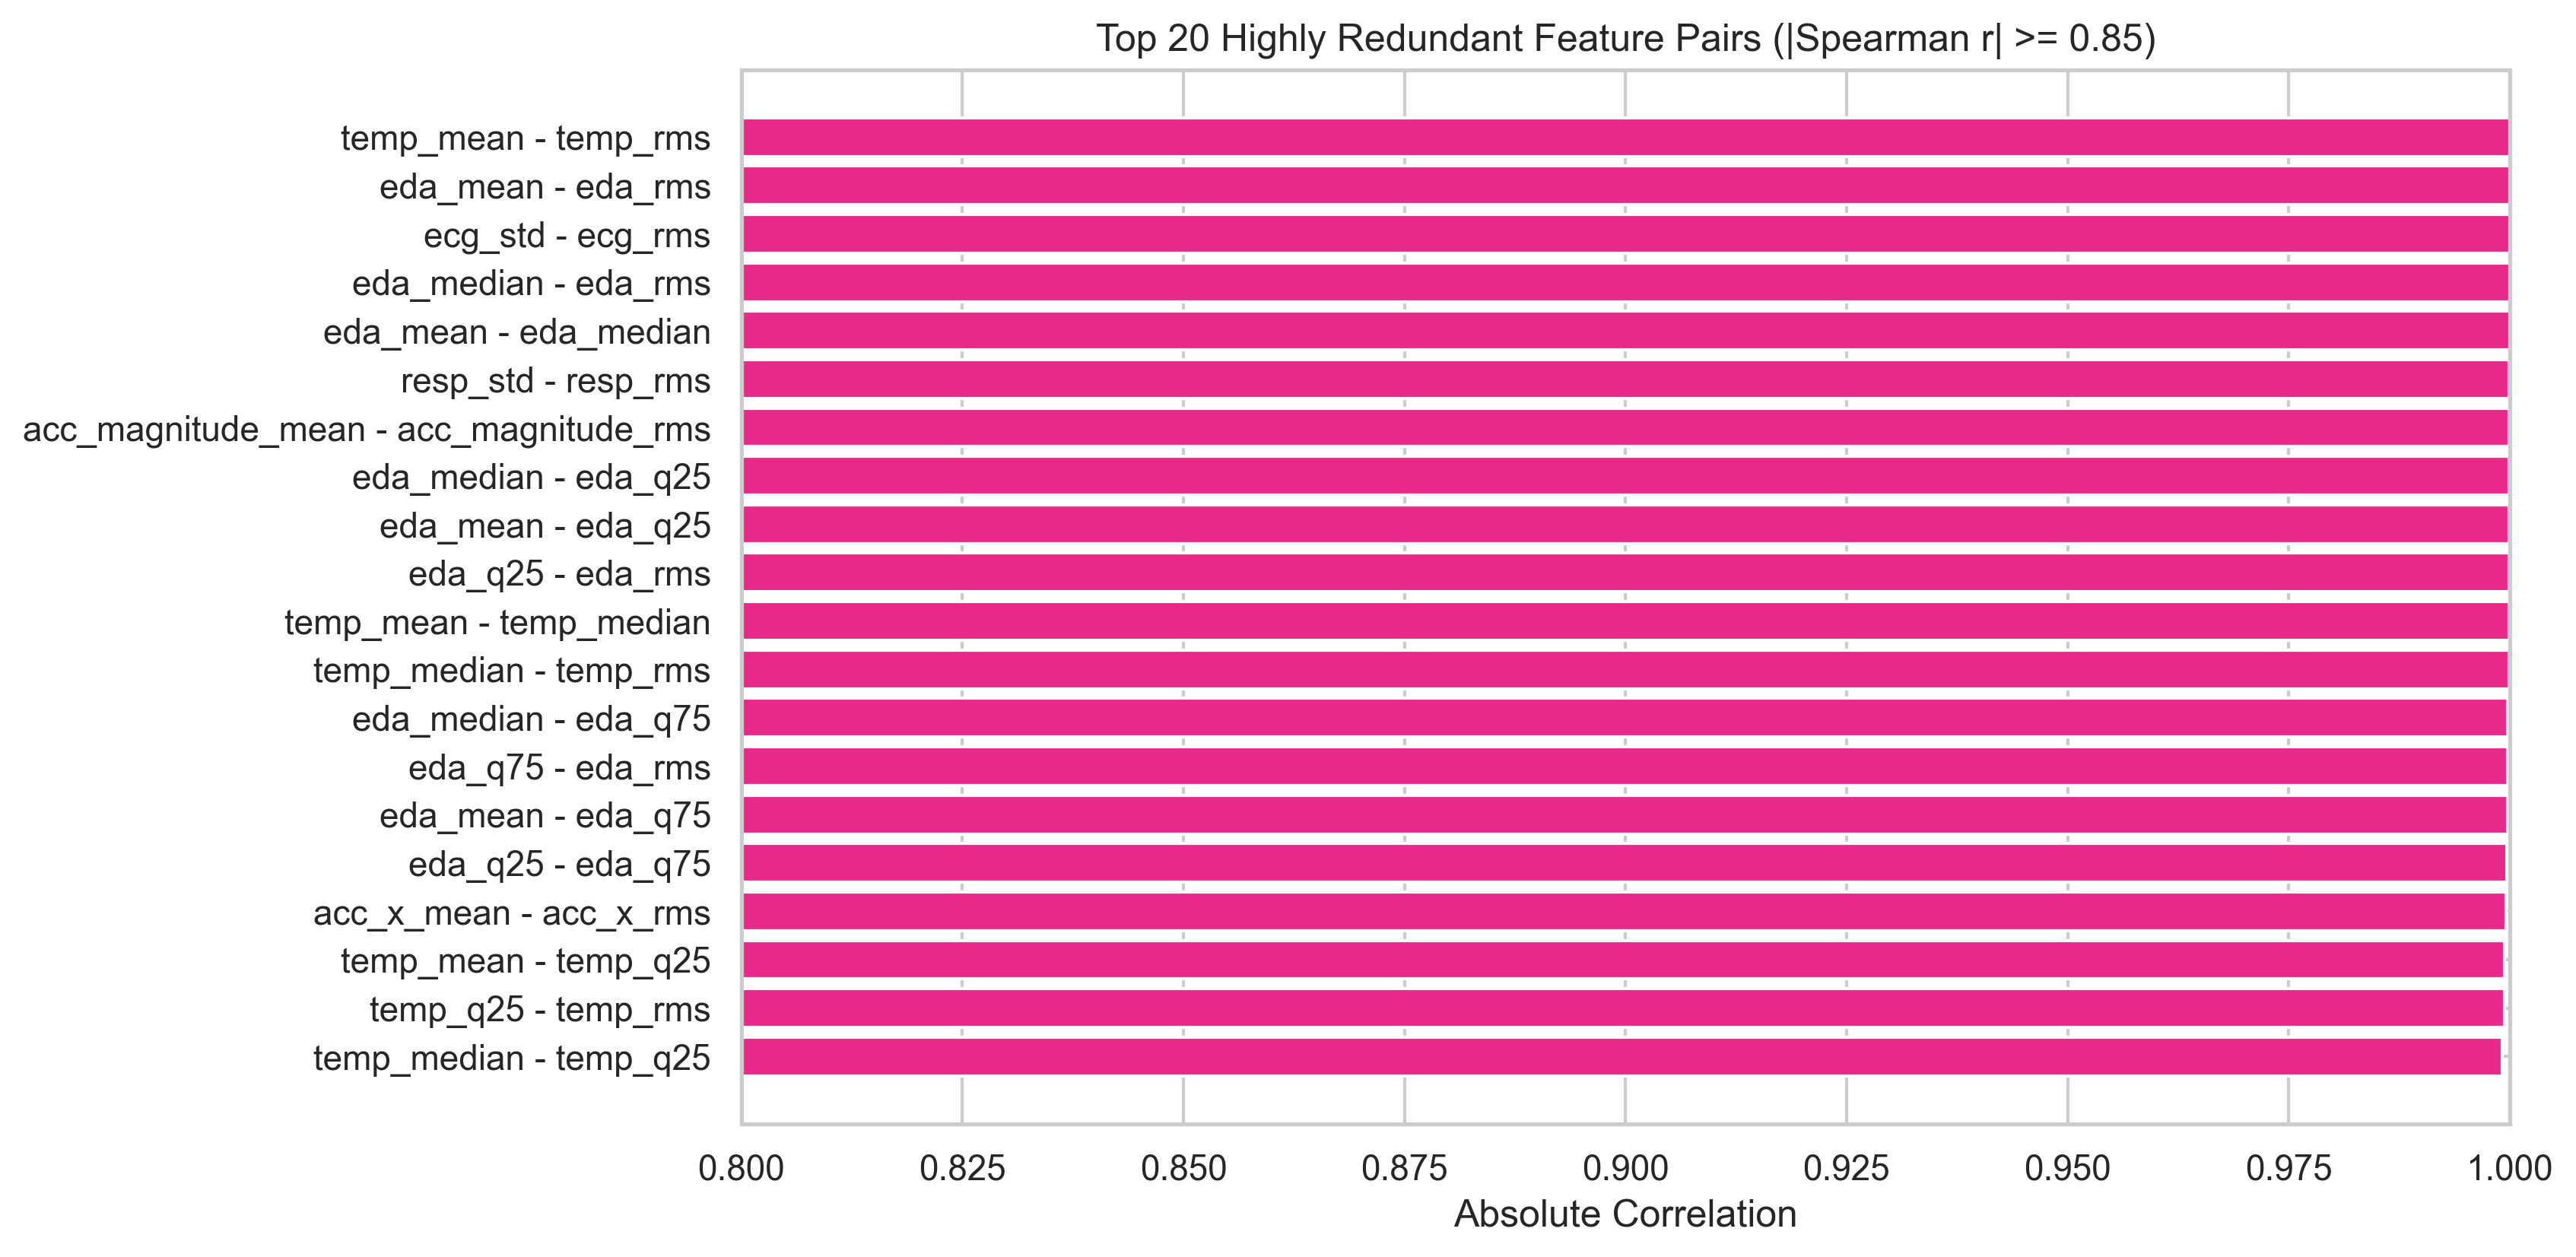 Top 20 Highly Redundant Feature Pairs (|Spearman r| >= 0.85)
temp_mean - temp_rms
eda_mean - eda_rms
ecg_std - ecg_rms
eda_median - eda_rms
eda_mean - eda_median
resp_std - resp_rms
acc_magnitude_mean - acc_magnitude_rms
eda_median - eda_q25
eda_mean - eda_q25
eda_q25 - eda_rms
temp_mean - temp_median
temp_median - temp_rms
eda_median - eda_q75
eda_q75 - eda_rms
eda_mean - eda_q75
eda_q25 - eda_q75
acc_x_mean - acc_x_rms
temp_mean - temp_q25
temp_q25 - temp_rms
temp_median - temp_q25
0.800 0.825 0.850 0.875 0.900 0.925 0.950 0.975 1.000
Absolute Correlation